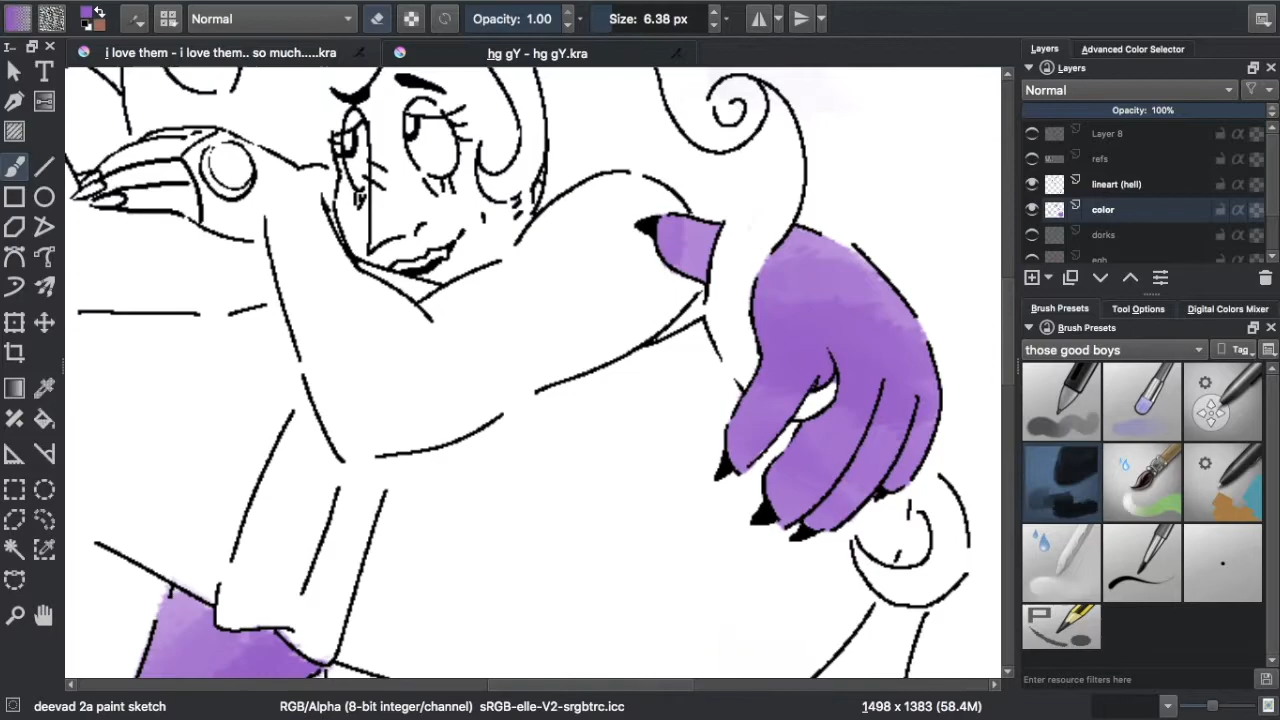 Normal
Opacity: 1.00
Size: 6.38 px
i love them - i love them.. so much.....kra
hg gY - hg gY.kra
Layers
Advanced Color Selector
Layers
Normal
Opacity: 100%
Layer 8
refs
lineart (hell)
color
dorks
egh
Brush Presets
Tool Options
Digital Colors Mixer
Brush Presets
those good boys
Tag
Enter resource filters here
deevad 2a paint sketch
RGB/Alpha (8-bit integer/channel) sRGB-elle-V2-srgbtrc.icc
1498 x 1383 (58.4M)